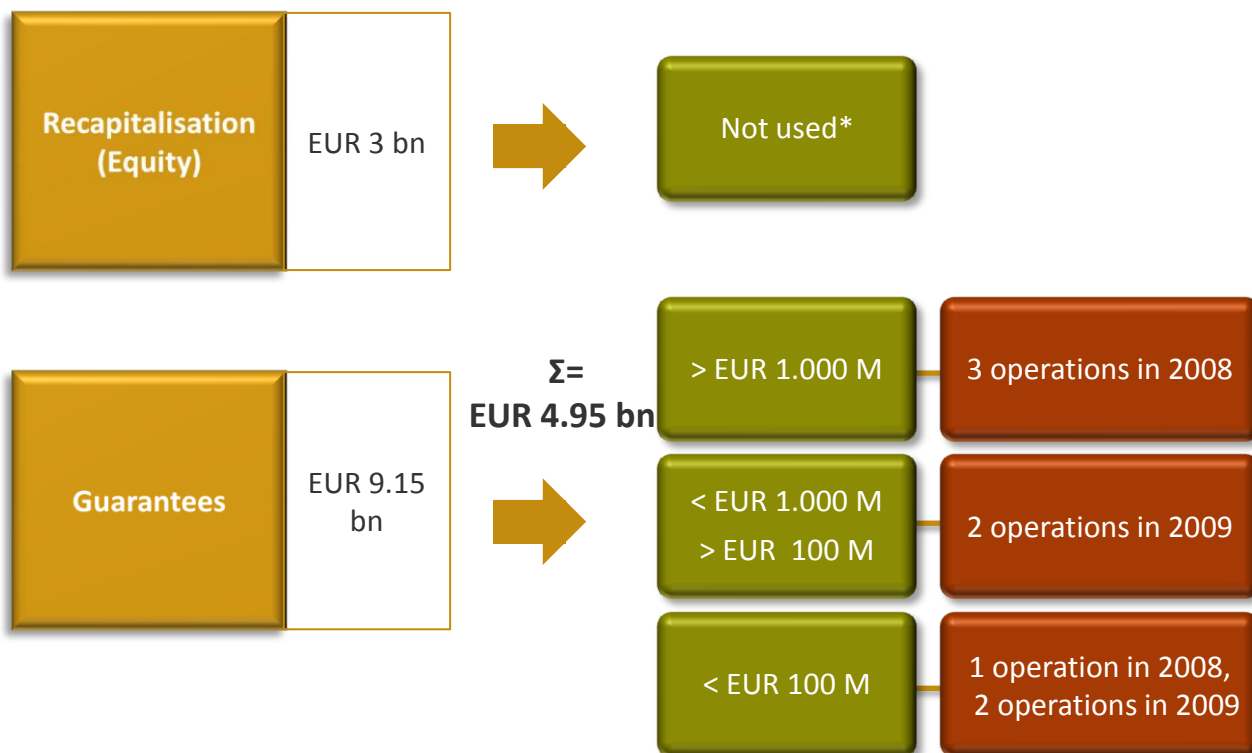 Recapitalisation
(Equity)
EUR 3 bn
Not used*
Guarantees
EUR 9.15
bn
Σ=
EUR 4.95 bn
> EUR 1.000 M
3 operations in 2008
< EUR 1.000 M
> EUR  100 M
2 operations in 2009
< EUR 100 M
1 operation in 2008,
2 operations in 2009